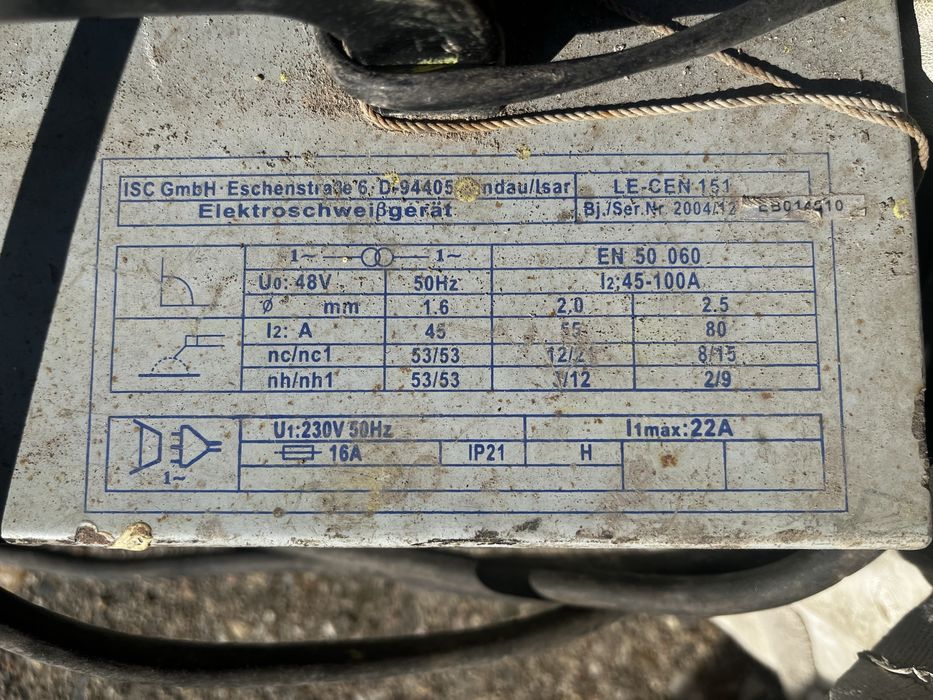 ISC GmbH · Eschenstraße 6 · D-94405 /Isar LE-CEN 151
Elektroschweißgerät Bj./Ser.Nr. 2004/12
1~ 1~ EN 50 060
U0: 48V 50Hz I2;45-100A
ø mm 1.6 2.0 2.5
I2: A 45 55 80
nc/nc1 53/53 8/15
nh/nh1 53/53 2/9
U1:230V 50Hz I1max:22A
16A IP21 H
1~